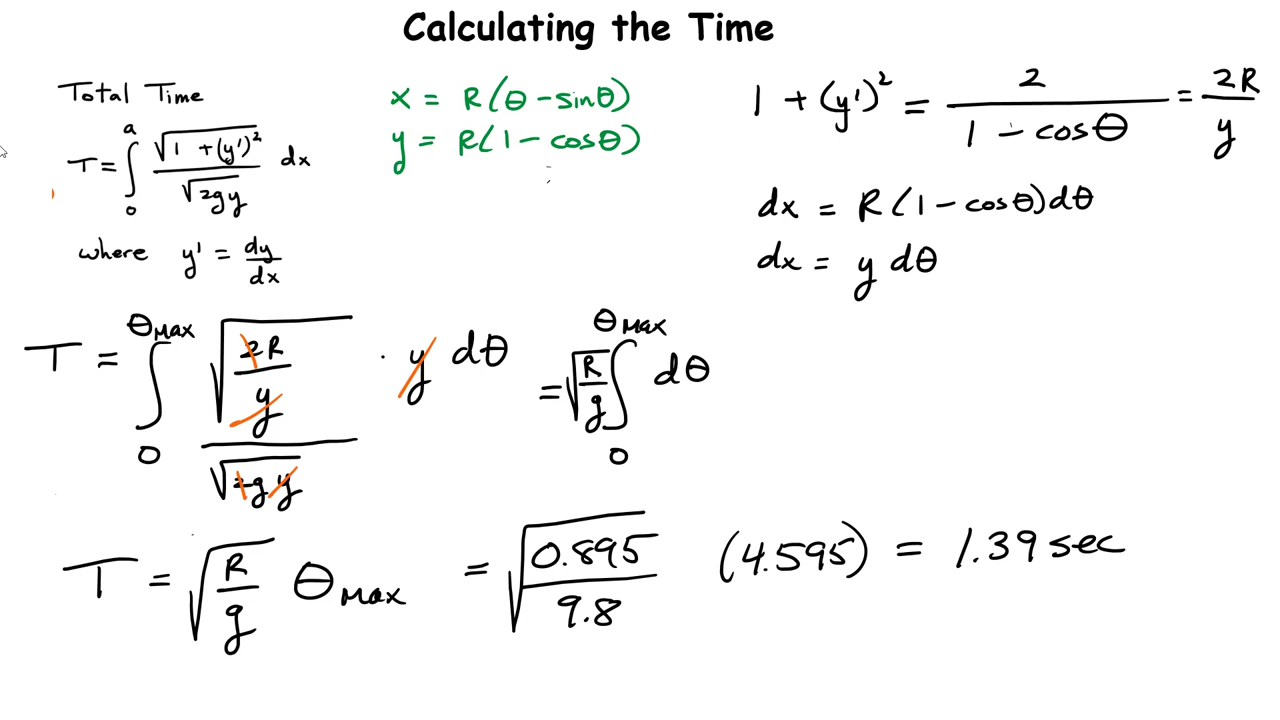 Calculating the Time
Total Time
T = ∫₀ᵃ √(1 + (y')²) / √(2gy) dx
where y' = dy/dx
x = R(θ - sinθ)
y = R(1 - cosθ)
1 + (y')² = 2/(1 - cosθ) = 2R/y
dx = R(1 - cosθ)dθ
dx = y dθ
T = ∫₀^θMAX √(2R/y) / √(2gy) · y dθ = √(R/g) ∫₀^θMAX dθ
T = √(R/g) θMAX = √(0.895/9.8) (4.595) = 1.39 sec